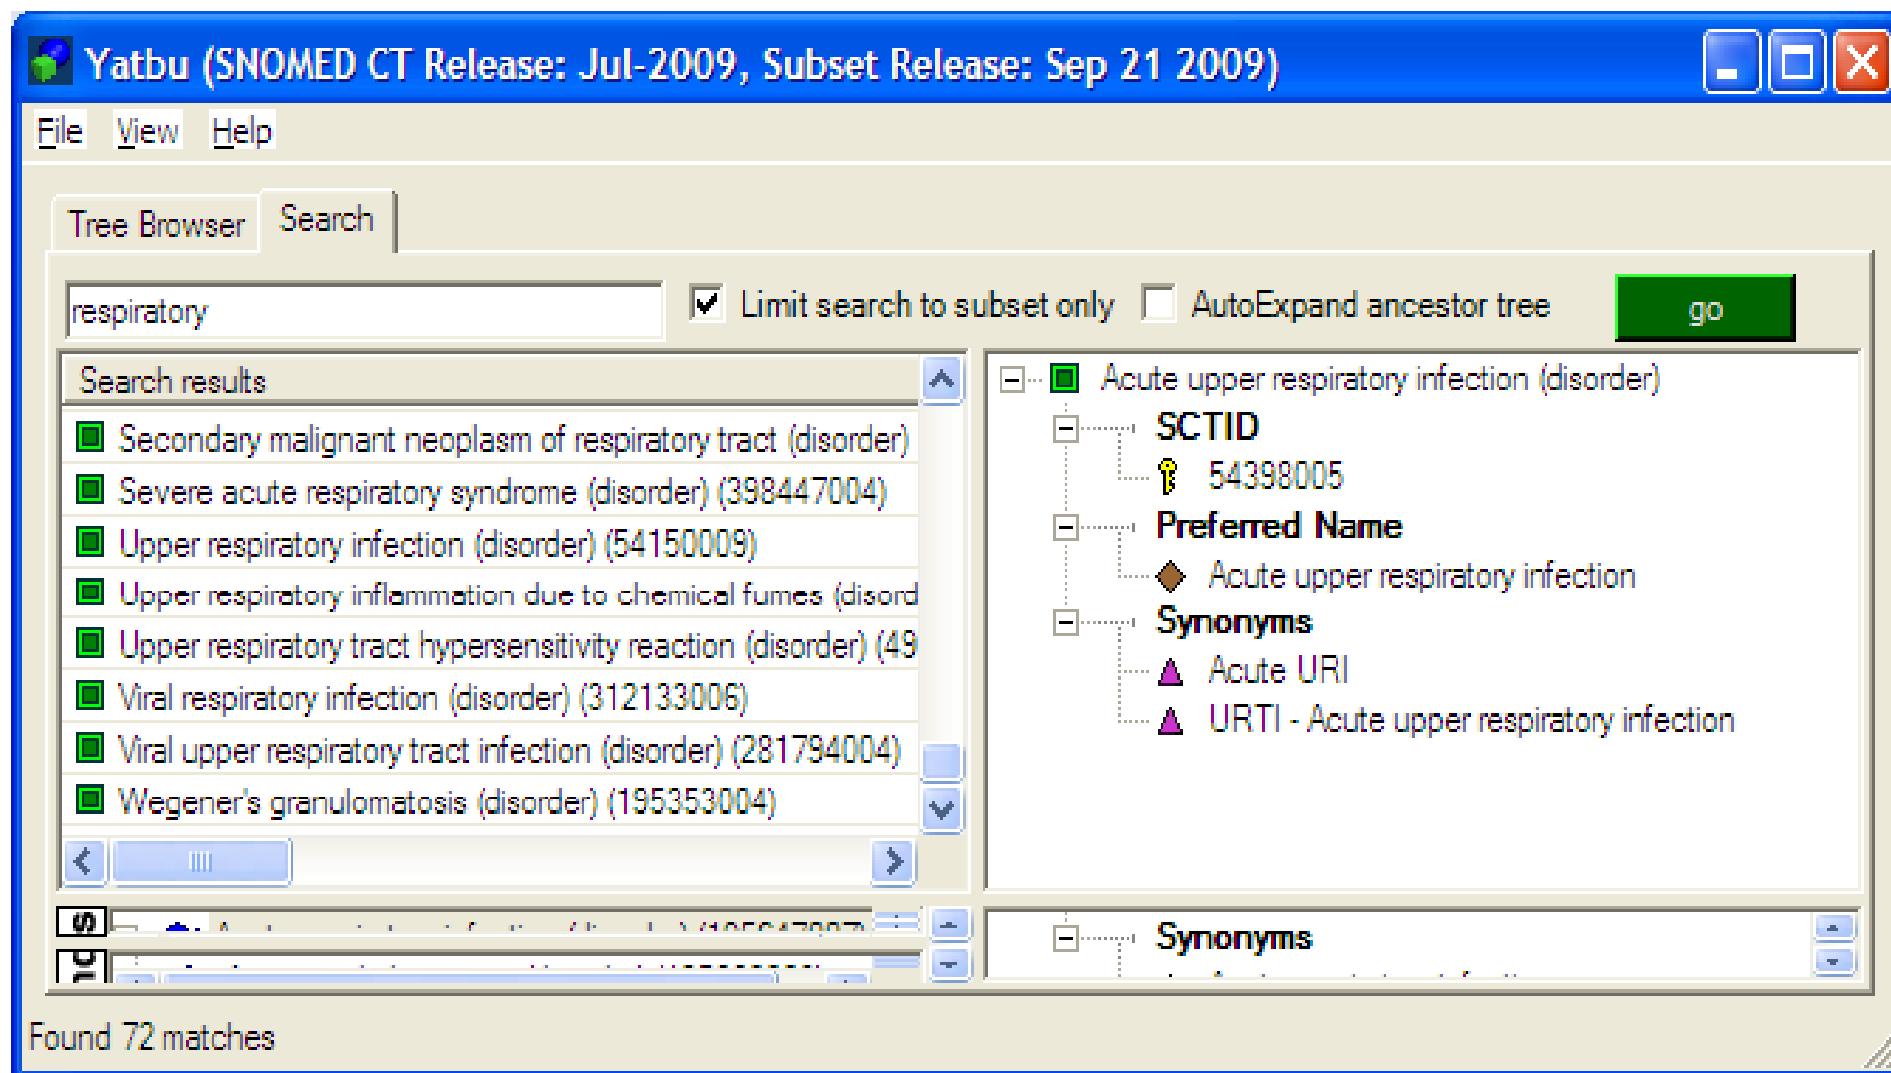 Yatbu (SNOMED CT Release: Jul-2009, Subset Release: Sep 21 2009)
File View Help
Tree Browser Search
respiratory Limit search to subset only AutoExpand ancestor tree go
Search results
Secondary malignant neoplasm of respiratory tract (disorder)
Severe acute respiratory syndrome (disorder) (398447004)
Upper respiratory infection (disorder) (54150009)
Upper respiratory inflammation due to chemical fumes (disord
Upper respiratory tract hypersensitivity reaction (disorder) (49
Viral respiratory infection (disorder) (312133006)
Viral upper respiratory tract infection (disorder) (281794004)
Wegener's granulomatosis (disorder) (195353004)
Acute upper respiratory infection (disorder)
SCTID
54398005
Preferred Name
Acute upper respiratory infection
Synonyms
Acute URI
URTI - Acute upper respiratory infection
Synonyms
Found 72 matches